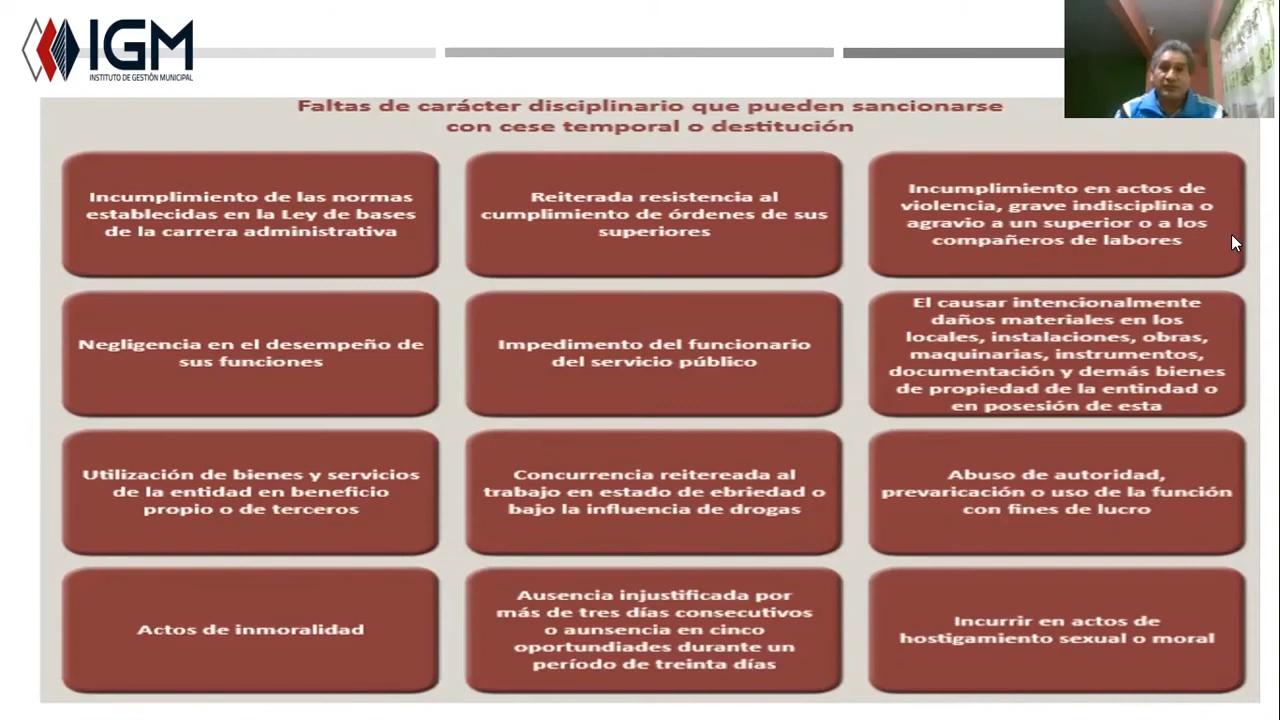 IGM
INSTITUTO DE GESTIÓN MUNICIPAL
Faltas de carácter disciplinario que pueden sancionarse
con cese temporal o destitución
Incumplimiento de las normas
establecidas en la Ley de bases
de la carrera administrativa
Reiterada resistencia al
cumplimiento de órdenes de sus
superiores
Incumplimiento en actos de
violencia, grave indisciplina o
agravio a un superior o a los
compañeros de labores
Negligencia en el desempeño de
sus funciones
Impedimento del funcionario
del servicio público
El causar intencionalmente
daños materiales en los
locales, instalaciones, obras,
maquinarias, instrumentos,
documentación y demás bienes
de propiedad de la entindad o
en posesión de esta
Utilización de bienes y servicios
de la entidad en beneficio
propio o de terceros
Concurrencia reitereada al
trabajo en estado de ebriedad o
bajo la influencia de drogas
Abuso de autoridad,
prevaricación o uso de la función
con fines de lucro
Actos de inmoralidad
Ausencia injustificada por
más de tres días consecutivos
o aunsencia en cinco
oportundiades durante un
período de treinta días
Incurrir en actos de
hostigamiento sexual o moral